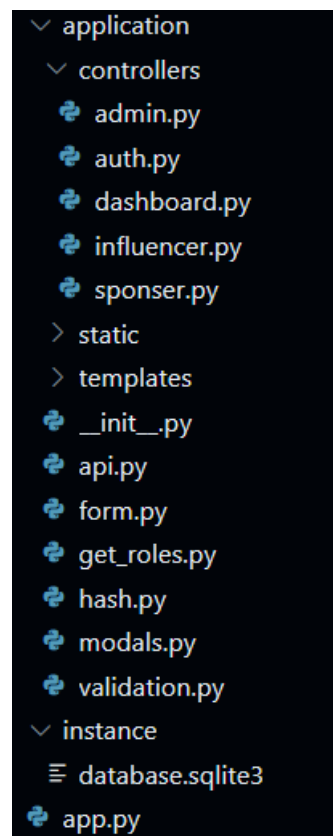 application
controllers
admin.py
auth.py
dashboard.py
influencer.py
sponser.py
static
templates
__init__.py
api.py
form.py
get_roles.py
hash.py
modals.py
validation.py
instance
database.sqlite3
app.py